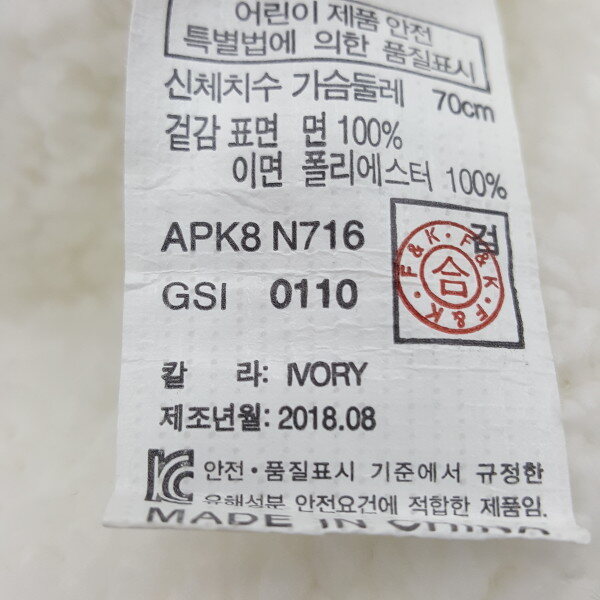 어린이 제품 안전
특별법에 의한 품질표시
신체치수 가슴둘레 70cm
겉감 표면 면 100%
이면 폴리에스터 100%
APK8 N716 검
GSI 0110
F&K · F&K · F&K ·
合
칼 라: IVORY
제조년월: 2018.08
KC 안전·품질표시 기준에서 규정한
유해성분 안전요건에 적합한 제품임.
MADE IN CHINA